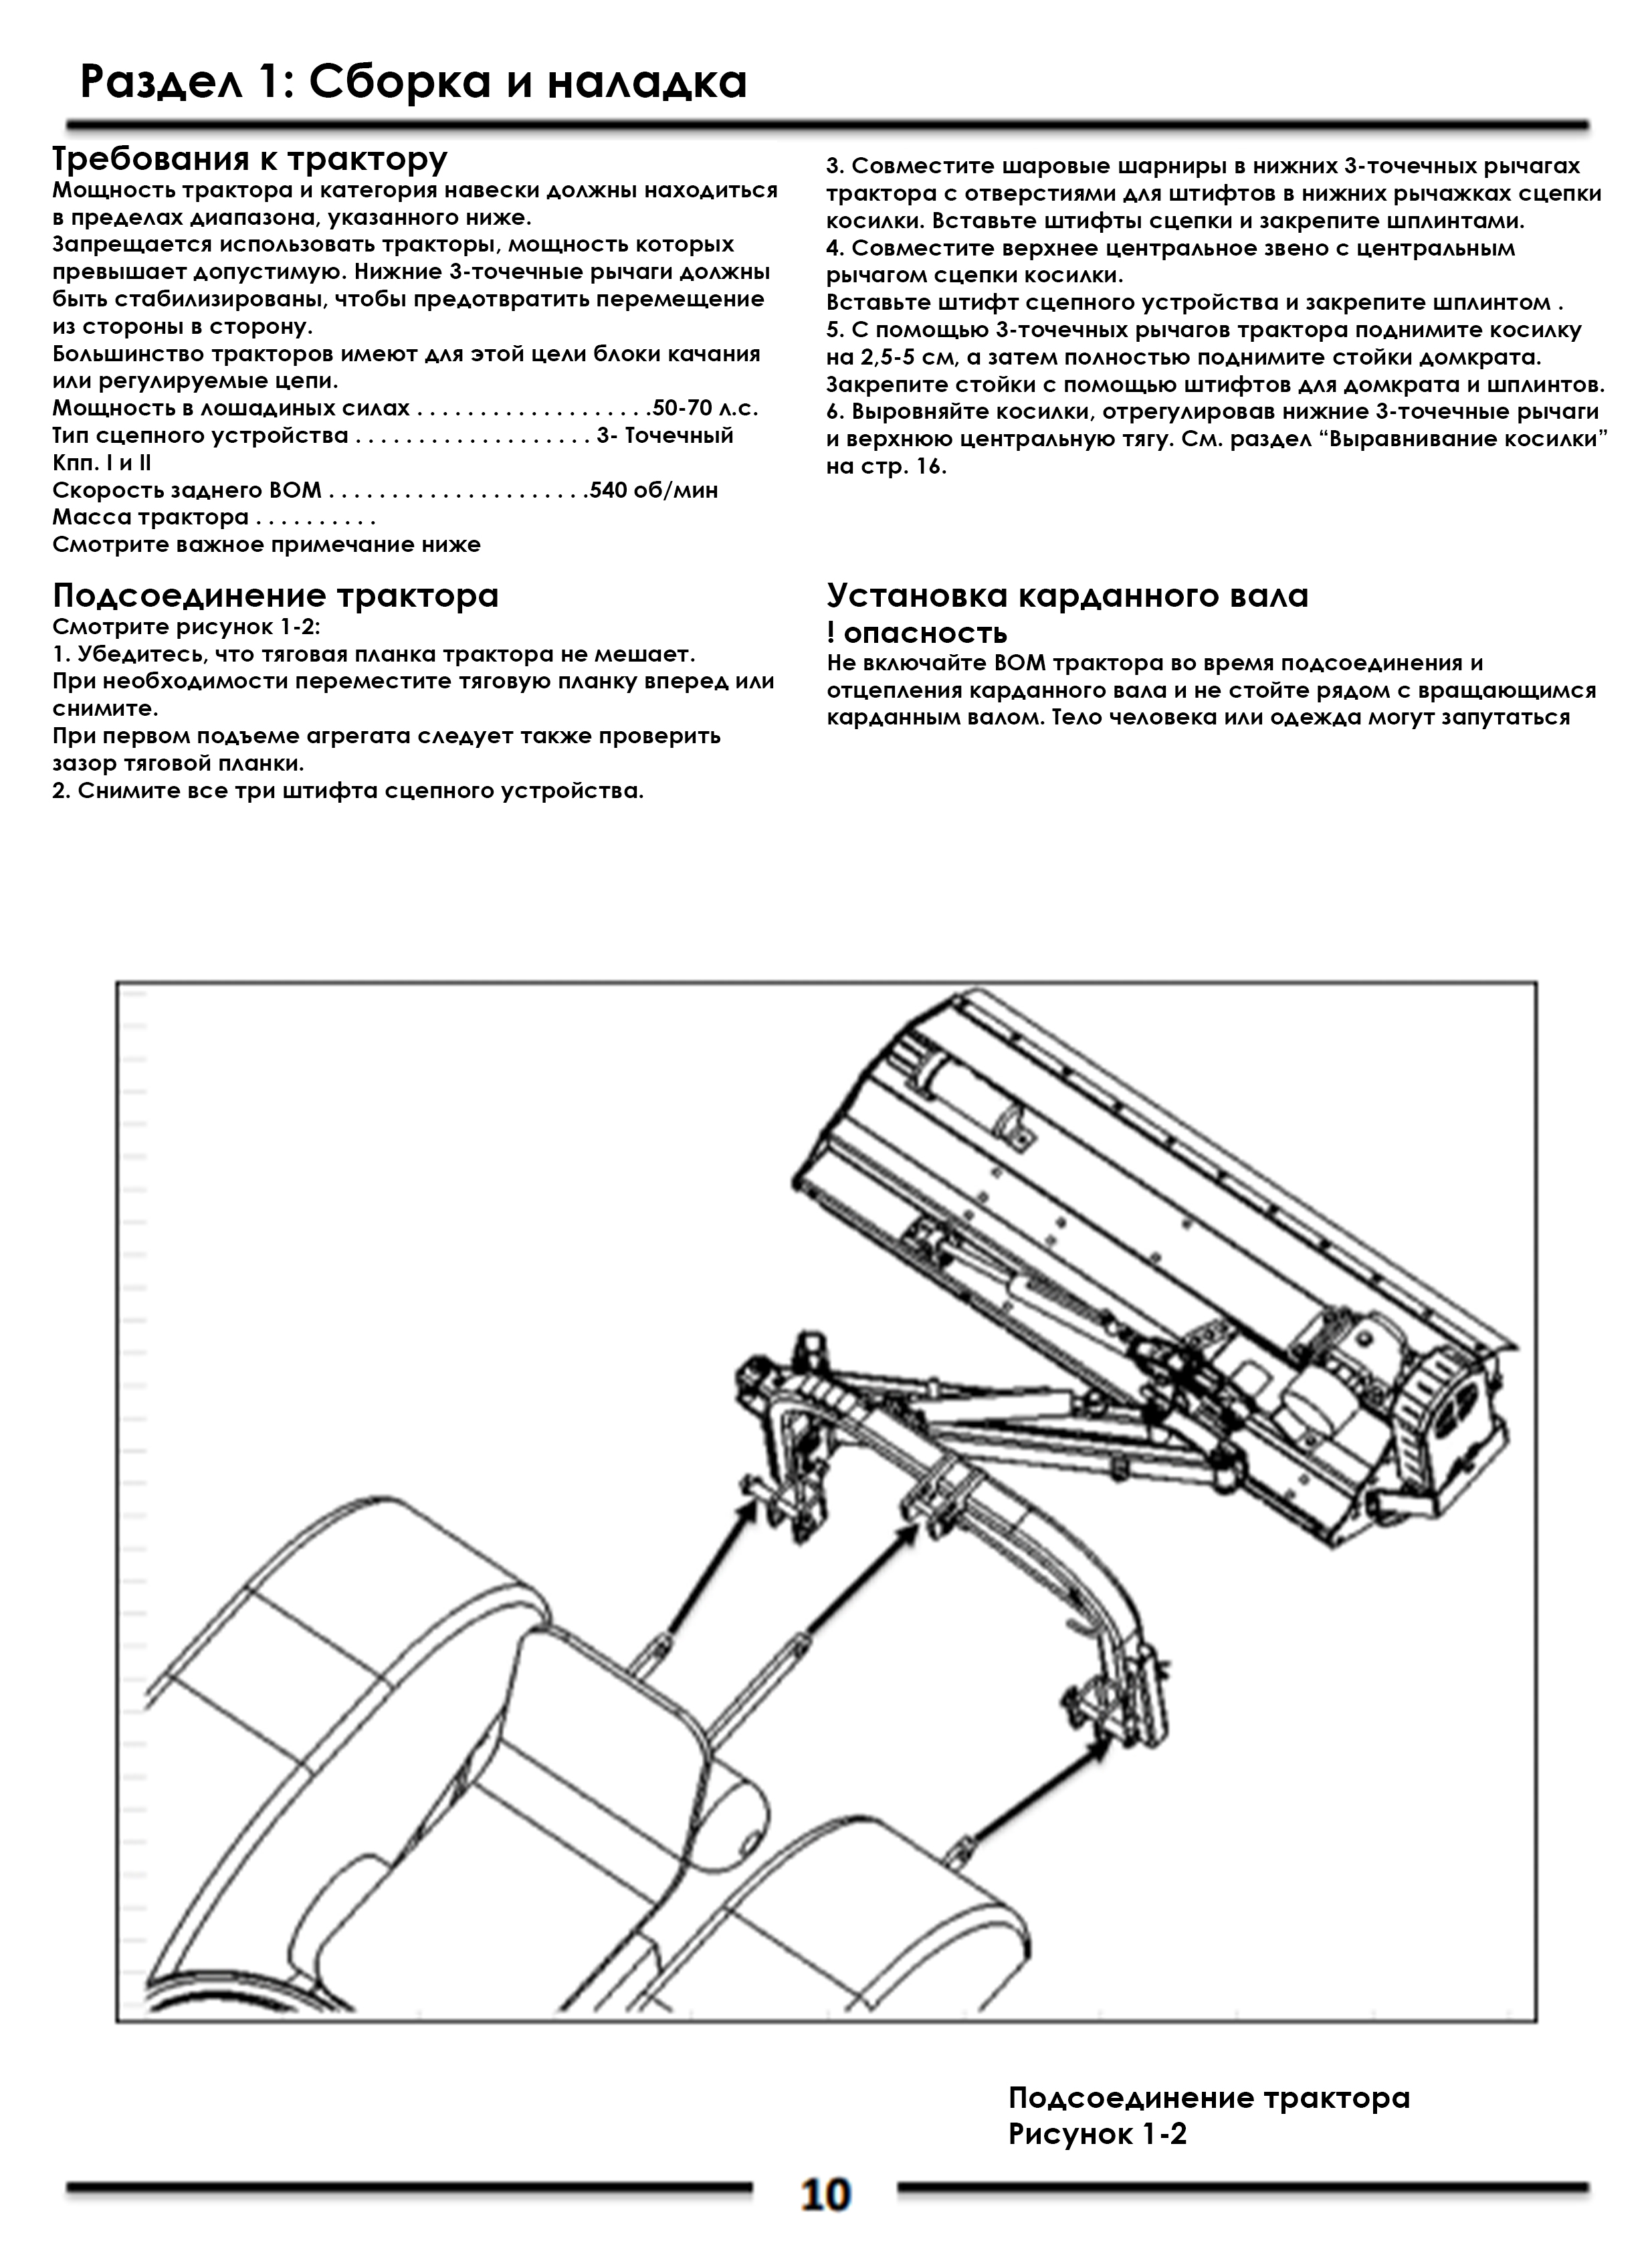 Раздел 1: Сборка и наладка
Требования к трактору
Мощность трактора и категория навески должны находиться
в пределах диапазона, указанного ниже.
Запрещается использовать тракторы, мощность которых
превышает допустимую. Нижние 3-точечные рычаги должны
быть стабилизированы, чтобы предотвратить перемещение
из стороны в сторону.
Большинство тракторов имеют для этой цели блоки качания
или регулируемые цепи.
Мощность в лошадиных силах . . . . . . . . . . . . . . . . . . .50-70 л.с.
Тип сцепного устройства . . . . . . . . . . . . . . . . . . . 3- Точечный
Кпп. I и II
Скорость заднего ВОМ . . . . . . . . . . . . . . . . . . . . .540 об/мин
Масса трактора . . . . . . . . . .
Смотрите важное примечание ниже
Подсоединение трактора
Смотрите рисунок 1-2:
1. Убедитесь, что тяговая планка трактора не мешает.
При необходимости переместите тяговую планку вперед или
снимите.
При первом подъеме агрегата следует также проверить
зазор тяговой планки.
2. Снимите все три штифта сцепного устройства.
3. Совместите шаровые шарниры в нижних 3-точечных рычагах
трактора с отверстиями для штифтов в нижних рычажках сцепки
косилки. Вставьте штифты сцепки и закрепите шплинтами.
4. Совместите верхнее центральное звено с центральным
рычагом сцепки косилки.
Вставьте штифт сцепного устройства и закрепите шплинтом .
5. С помощью 3-точечных рычагов трактора поднимите косилку
на 2,5-5 см, а затем полностью поднимите стойки домкрата.
Закрепите стойки с помощью штифтов для домкрата и шплинтов.
6. Выровняйте косилки, отрегулировав нижние 3-точечные рычаги
и верхнюю центральную тягу. См. раздел “Выравнивание косилки”
на стр. 16.
Установка карданного вала
! опасность
Не включайте ВОМ трактора во время подсоединения и
отцепления карданного вала и не стойте рядом с вращающимся
карданным валом. Тело человека или одежда могут запутаться
Подсоединение трактора
Рисунок 1-2
10